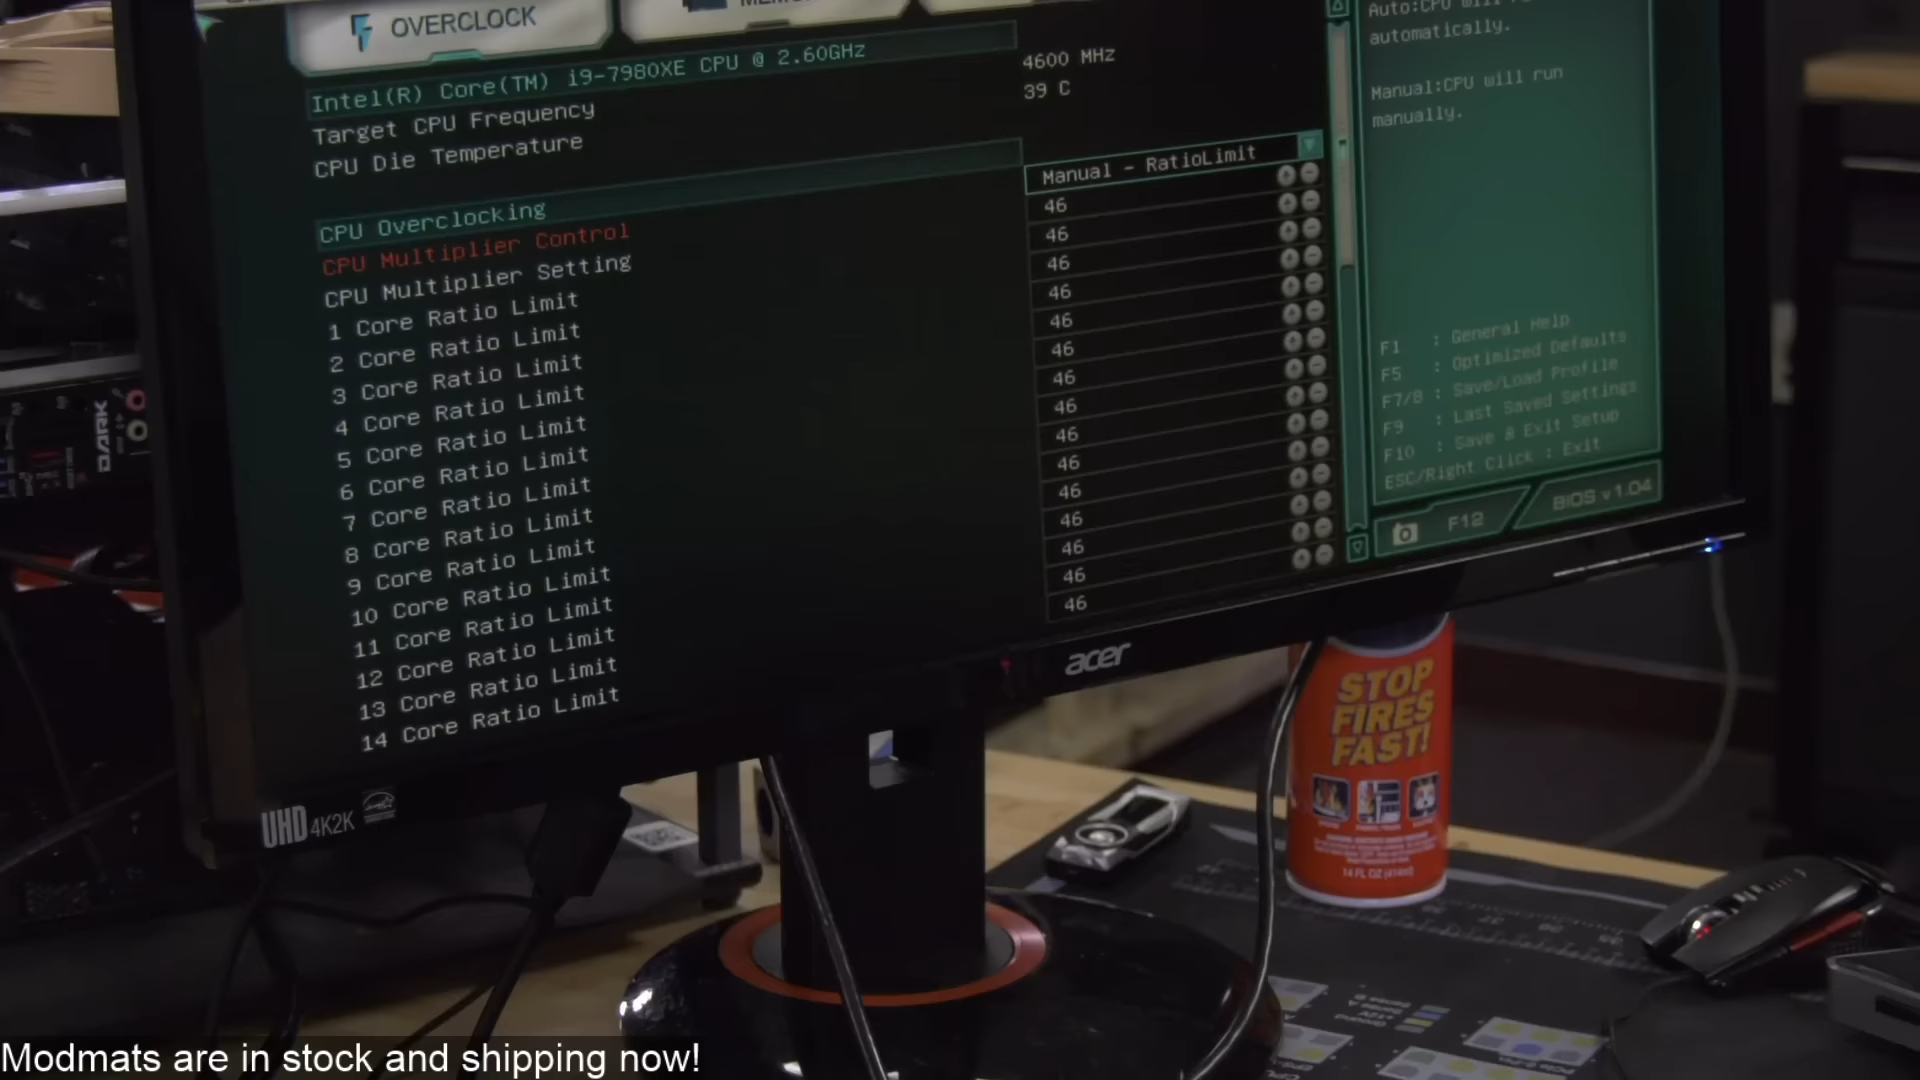 OVERCLOCK
Intel(R) Core(TM) i9-7980XE CPU @ 2.60GHz
Target CPU Frequency 4600 MHz
CPU Die Temperature 39 C
CPU Overclocking
CPU Multiplier Control Manual - RatioLimit
CPU Multiplier Setting 46
1 Core Ratio Limit 46
2 Core Ratio Limit 46
3 Core Ratio Limit 46
4 Core Ratio Limit 46
5 Core Ratio Limit 46
6 Core Ratio Limit 46
7 Core Ratio Limit 46
8 Core Ratio Limit 46
9 Core Ratio Limit 46
10 Core Ratio Limit 46
11 Core Ratio Limit 46
12 Core Ratio Limit 46
13 Core Ratio Limit 46
14 Core Ratio Limit 46
Auto:CPU will
automatically.
Manual:CPU will run
manually.
F1 : General Help
F5 : Optimized Defaults
F7/8 : Save/Load Profile
F9 : Last Saved Settings
F10 : Save & Exit Setup
ESC/Right Click : Exit
F12
BIOS v1.04
acer
UHD 4K2K
DARK
STOP
FIRES
FAST!
14 FL OZ (414ml)
Modmats are in stock and shipping now!